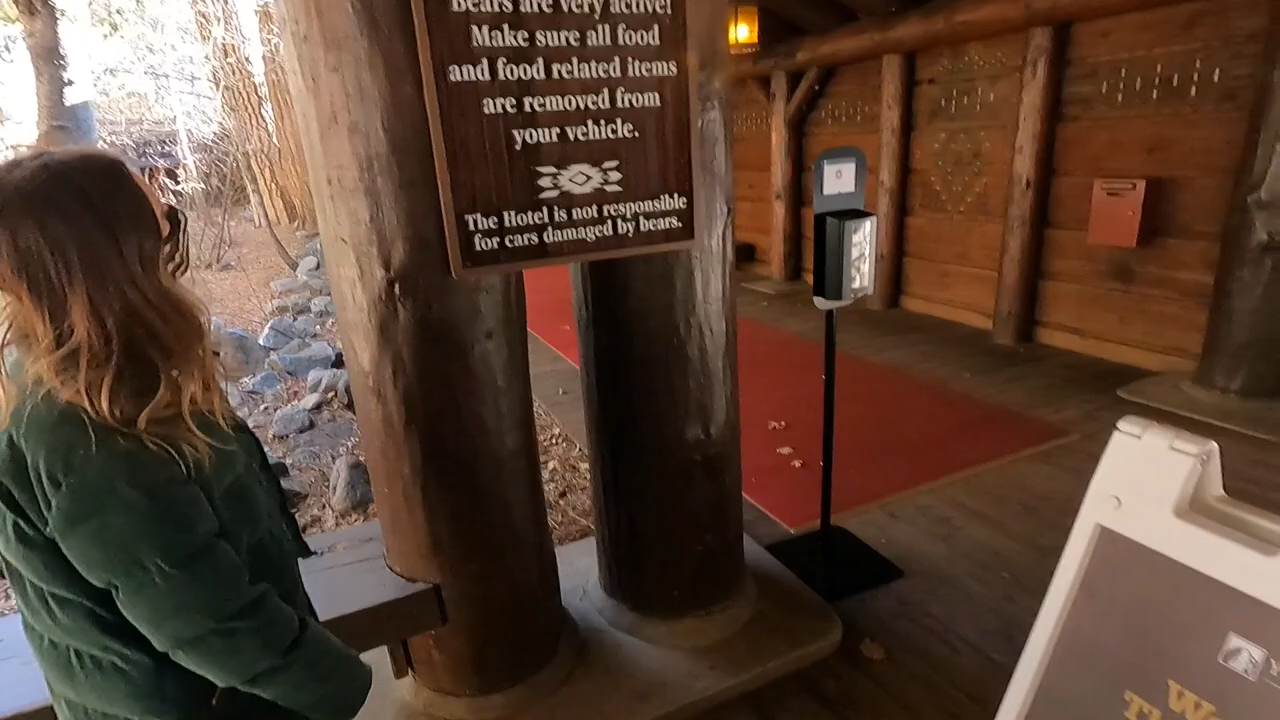 Bears are very active!
Make sure all food
and food related items
are removed from
your vehicle.
The Hotel is not responsible
for cars damaged by bears.